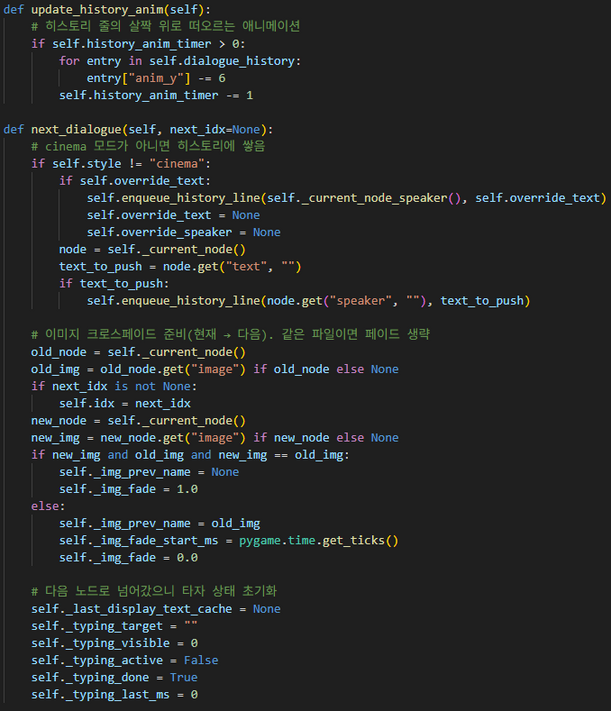 def update_history_anim(self):
    # 히스토리 줄의 살짝 위로 떠오르는 애니메이션
    if self.history_anim_timer > 0:
        for entry in self.dialogue_history:
            entry["anim_y"] -= 6
        self.history_anim_timer -= 1

def next_dialogue(self, next_idx=None):
    # cinema 모드가 아니면 히스토리에 쌓음
    if self.style != "cinema":
        if self.override_text:
            self.enqueue_history_line(self._current_node_speaker(), self.override_text)
            self.override_text = None
            self.override_speaker = None
        node = self._current_node()
        text_to_push = node.get("text", "")
        if text_to_push:
            self.enqueue_history_line(node.get("speaker", ""), text_to_push)

    # 이미지 크로스페이드 준비(현재 → 다음). 같은 파일이면 페이드 생략
    old_node = self._current_node()
    old_img = old_node.get("image") if old_node else None
    if next_idx is not None:
        self.idx = next_idx
    new_node = self._current_node()
    new_img = new_node.get("image") if new_node else None
    if new_img and old_img and new_img == old_img:
        self._img_prev_name = None
        self._img_fade = 1.0
    else:
        self._img_prev_name = old_img
        self._img_fade_start_ms = pygame.time.get_ticks()
        self._img_fade = 0.0

    # 다음 노드로 넘어갔으니 타자 상태 초기화
    self._last_display_text_cache = None
    self._typing_target = ""
    self._typing_visible = 0
    self._typing_active = False
    self._typing_done = True
    self._typing_last_ms = 0